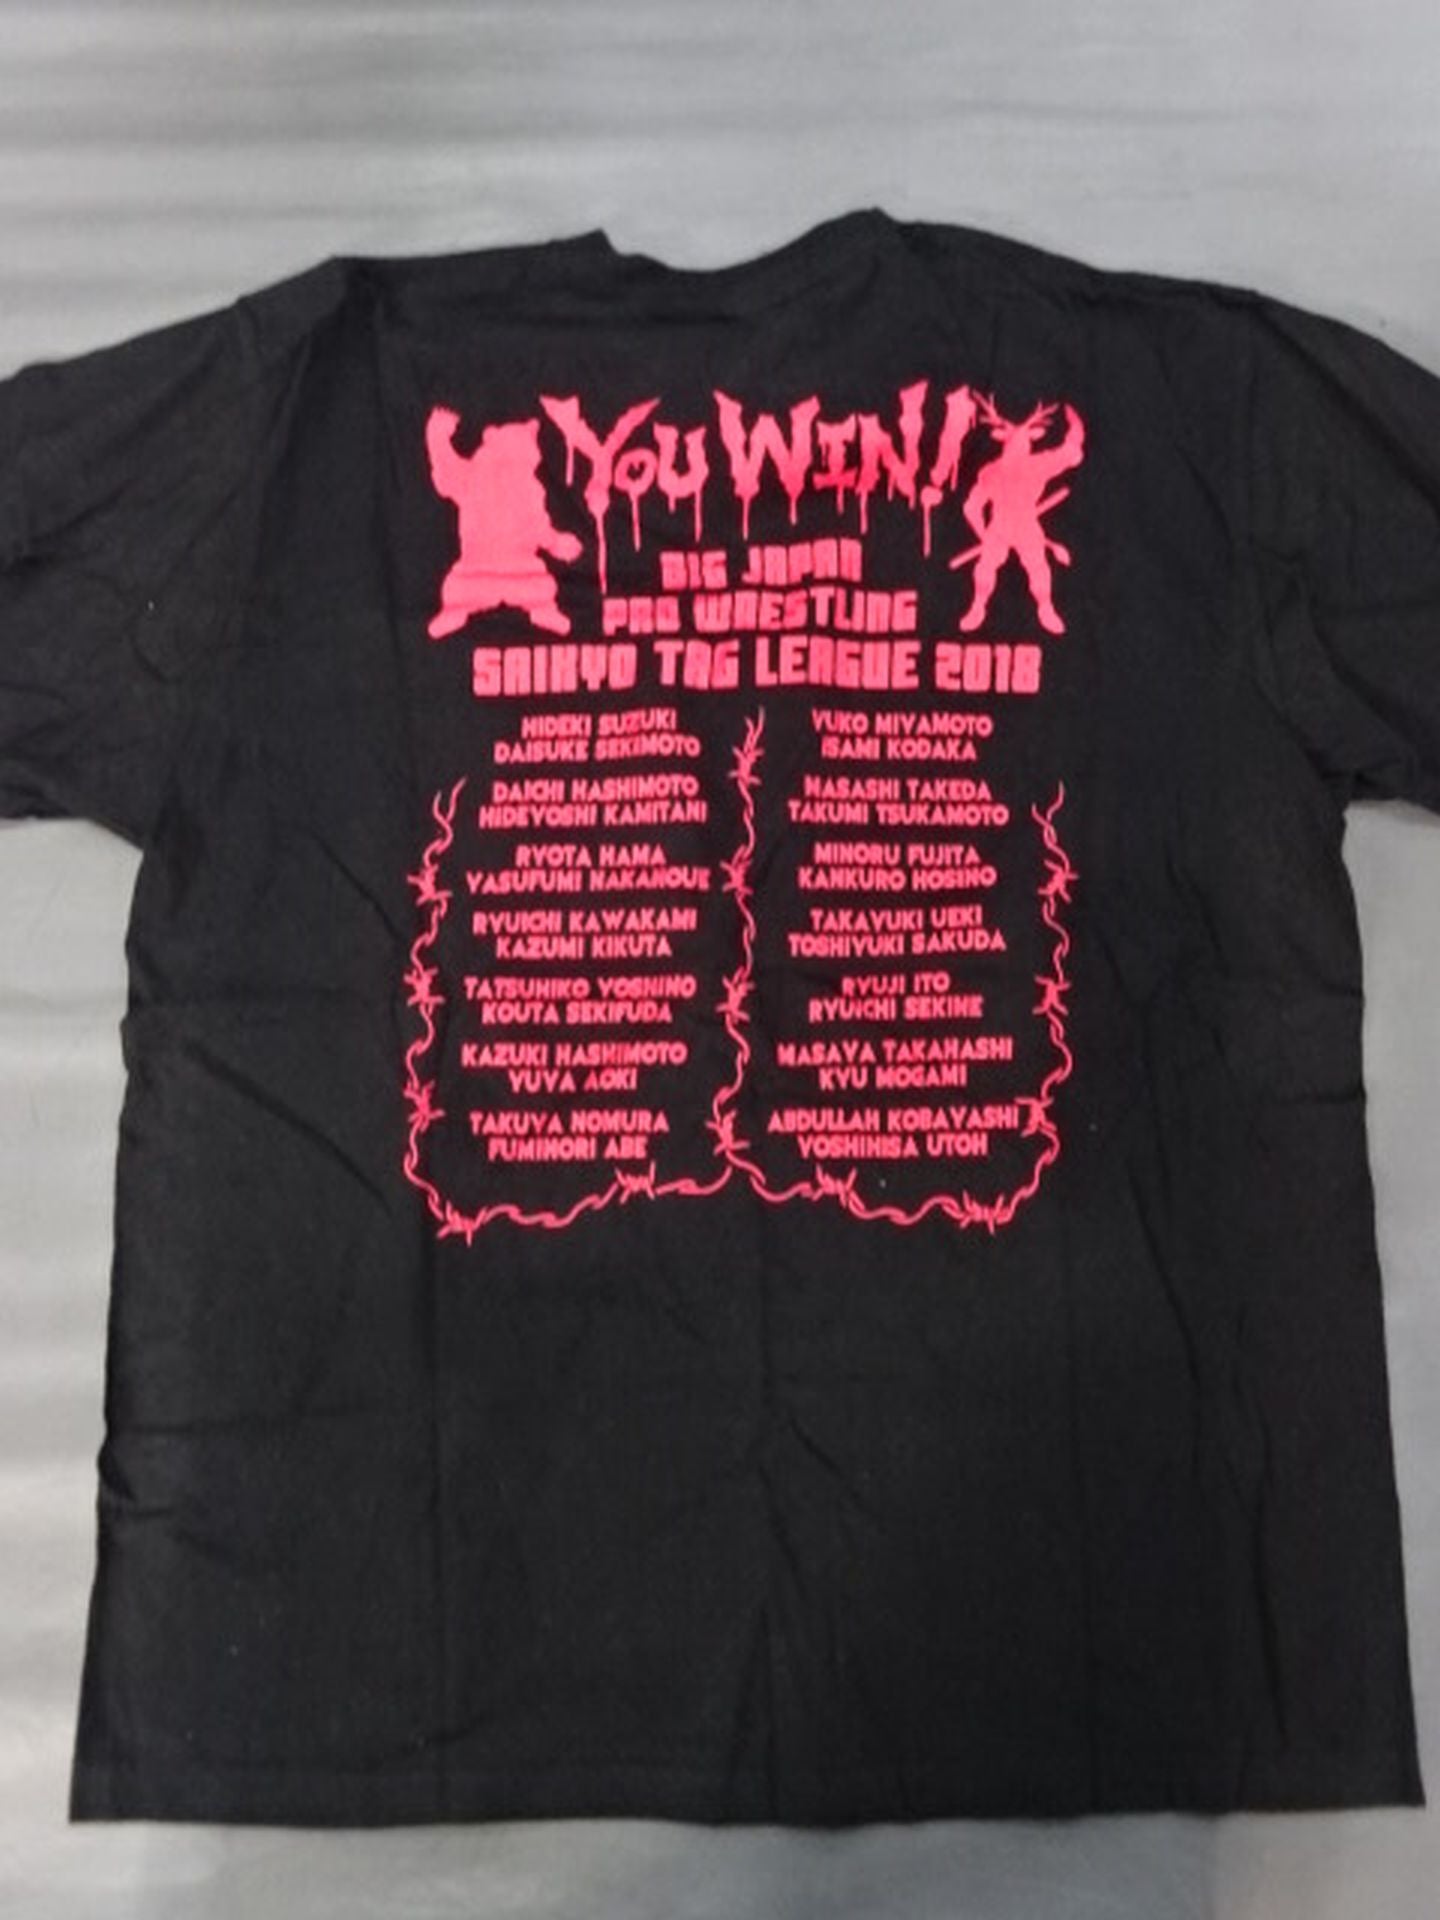 YOU WIN!
BIG JAPAN
PRO WRESTLING
SAIKYO TAG LEAGUE 2018
HIDEKI SUZUKI
DAISUKE SEKIMOTO
DAICHI HASHIMOTO
HIDEYOSHI KAMITANI
RYOTA HAMA
YASUFUMI NAKANOUE
RYUICHI KAWAKAMI
KAZUMI KIKUTA
TATSUHIKO YOSHINO
KOUTA SEKIFUDA
KAZUKI HASHIMOTO
YUYA AOKI
TAKUYA NOMURA
FUMINORI ABE
YUKO MIYAMOTO
ISAMI KODAKA
MASASHI TAKEDA
TAKUMI TSUKAMOTO
MINORU FUJITA
KANKURO HOSINO
TAKAYUKI UEKI
TOSHIYUKI SAKUDA
RYUJI ITO
RYUICHI SEKINE
MASAYA TAKAHASHI
KYU MOGAMI
ABDULLAH KOBAYASHI
YOSHIHISA UTOH